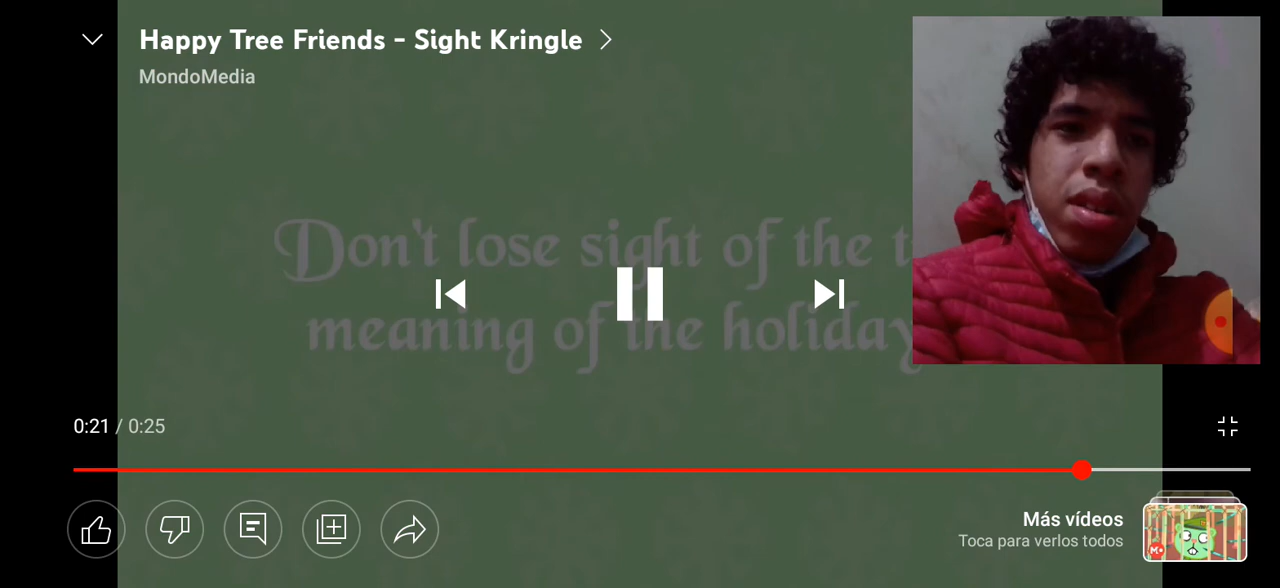 Happy Tree Friends - Sight Kringle
MondoMedia
Don't lose sight of the
meaning of the holiday
0:21 / 0:25
Más vídeos
Toca para verlos todos